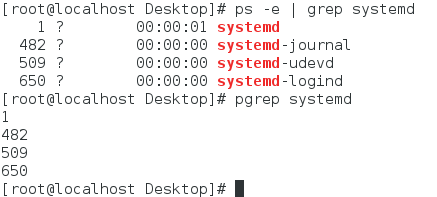 [root@localhost Desktop]# ps -e | grep systemd
1 ? 00:00:01 systemd
482 ? 00:00:00 systemd-journal
509 ? 00:00:00 systemd-udevd
650 ? 00:00:00 systemd-logind
[root@localhost Desktop]# pgrep systemd
1
482
509
650
[root@localhost Desktop]#